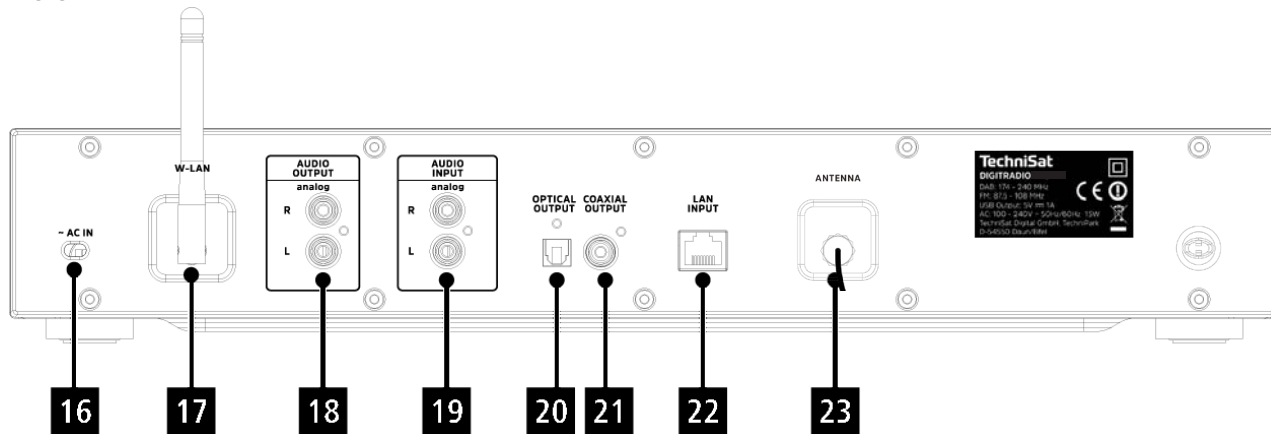 W-LAN
AUDIO
OUTPUT
analog
R
L
AUDIO
INPUT
analog
R
L
~ AC IN
OPTICAL
OUTPUT
COAXIAL
OUTPUT
LAN
INPUT
ANTENNA
TechniSat
DIGITRADIO
DAB: 174 - 240 MHz
FM: 87,5 - 108 MHz
USB Output: 5V ⎓ 1A
AC: 100 - 240V ~ 50Hz/60Hz 15W
TechniSat Digital GmbH, TechniPark
D-54550 Daun/Eifel
CE
16
17
18
19
20
21
22
23